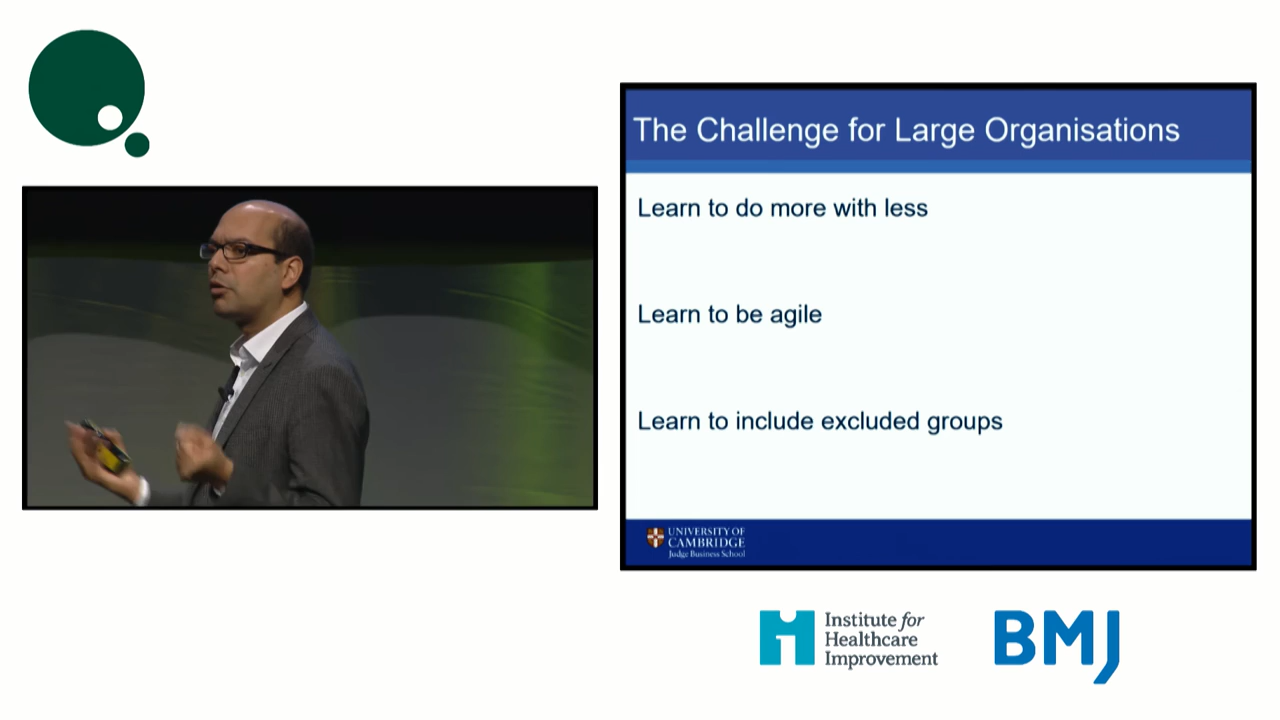 The Challenge for Large Organisations
Learn to do more with less
Learn to be agile
Learn to include excluded groups
UNIVERSITY OF
CAMBRIDGE
Judge Business School
Institute for
Healthcare
Improvement
BMJ